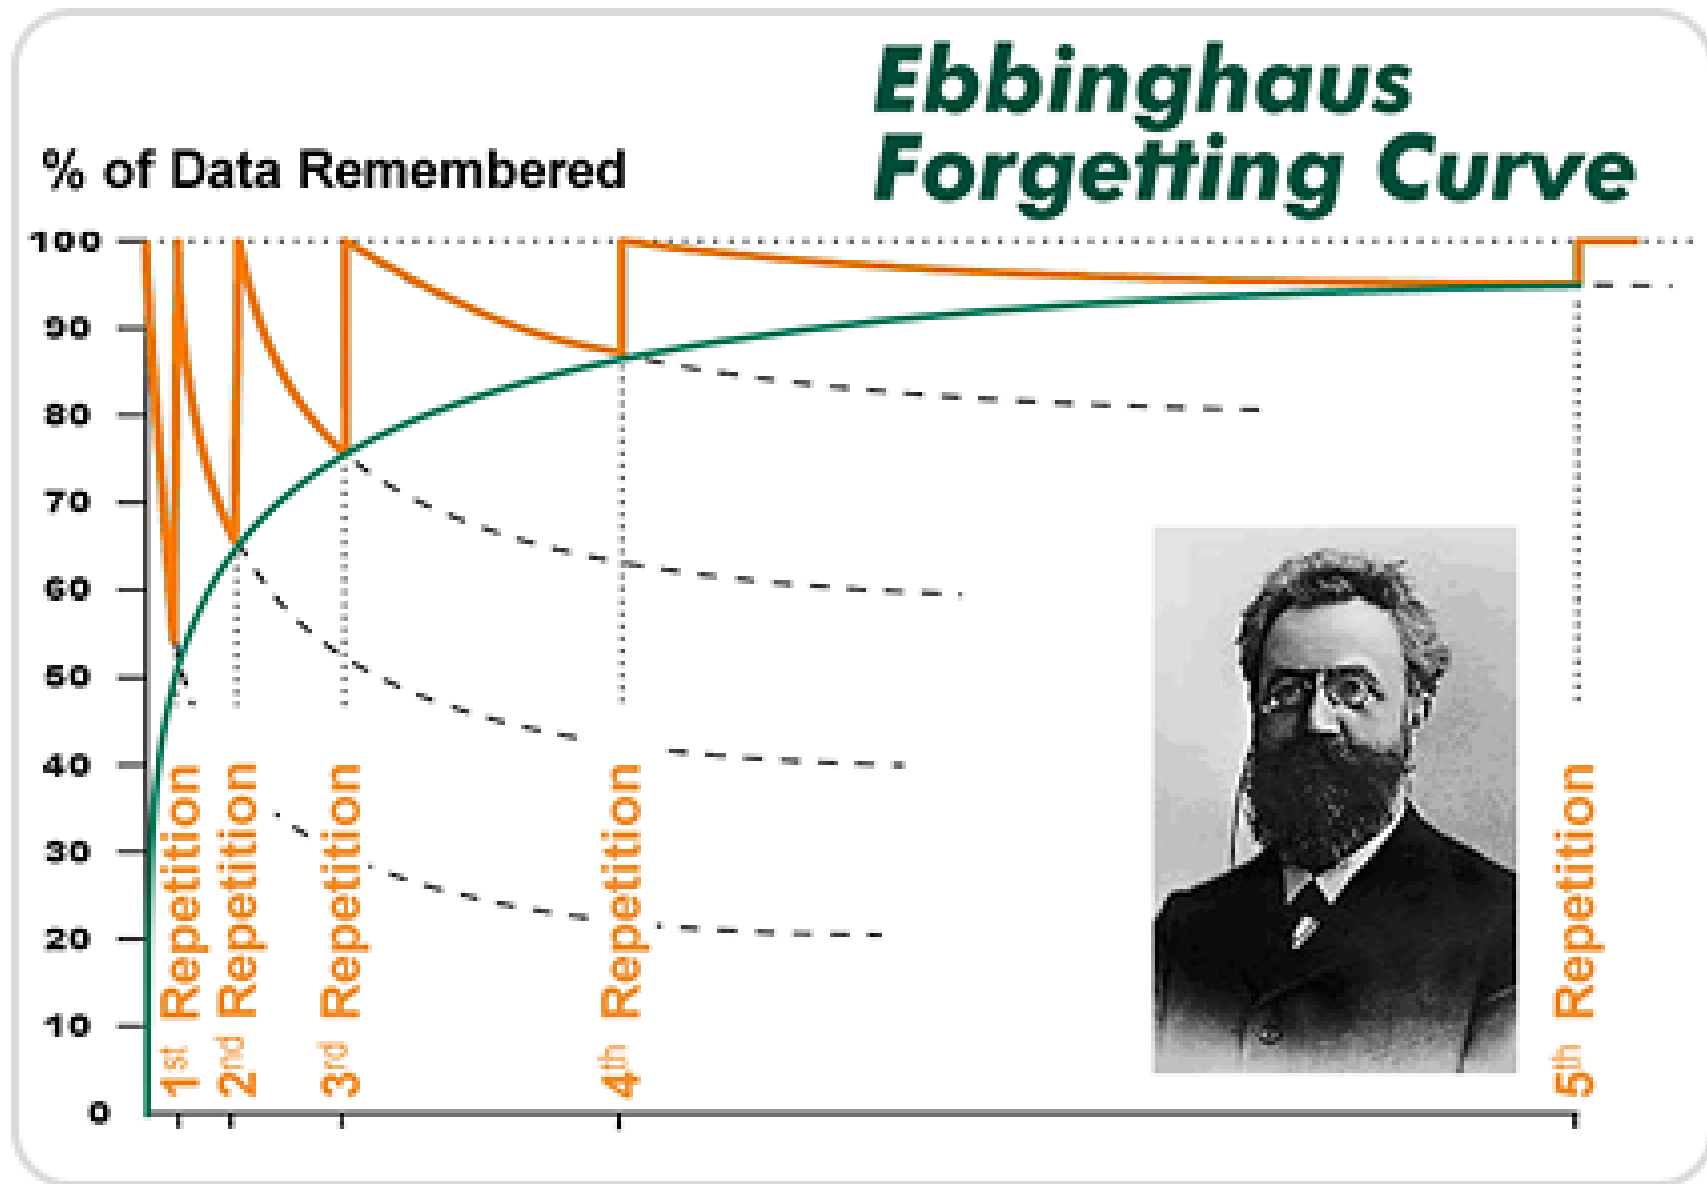 Ebbinghaus
Forgetting Curve
% of Data Remembered
100
90
80
70
60
50
40
30
20
10
0
1st Repetition
2nd Repetition
3rd Repetition
4th Repetition
5th Repetition